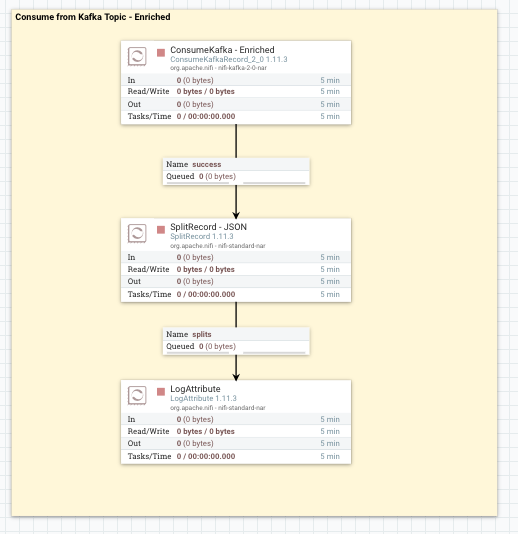 Consume from Kafka Topic - Enriched
ConsumeKafka - Enriched
ConsumeKafkaRecord_2_0 1.11.3
org.apache.nifi - nifi-kafka-2-0-nar
In 0 (0 bytes) 5 min
Read/Write 0 bytes / 0 bytes 5 min
Out 0 (0 bytes) 5 min
Tasks/Time 0 / 00:00:00.000 5 min
Name success
Queued 0 (0 bytes)
SplitRecord - JSON
SplitRecord 1.11.3
org.apache.nifi - nifi-standard-nar
In 0 (0 bytes) 5 min
Read/Write 0 bytes / 0 bytes 5 min
Out 0 (0 bytes) 5 min
Tasks/Time 0 / 00:00:00.000 5 min
Name splits
Queued 0 (0 bytes)
LogAttribute
LogAttribute 1.11.3
org.apache.nifi - nifi-standard-nar
In 0 (0 bytes) 5 min
Read/Write 0 bytes / 0 bytes 5 min
Out 0 (0 bytes) 5 min
Tasks/Time 0 / 00:00:00.000 5 min